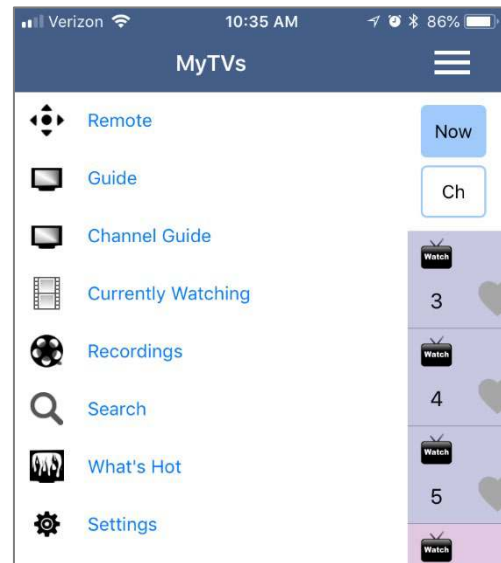 Verizon 10:35 AM 86%
MyTVs
Remote
Now
Guide
Ch
Channel Guide
Watch
Currently Watching
3
Recordings
Watch
Search
4
Watch
What's Hot
5
Settings
Watch